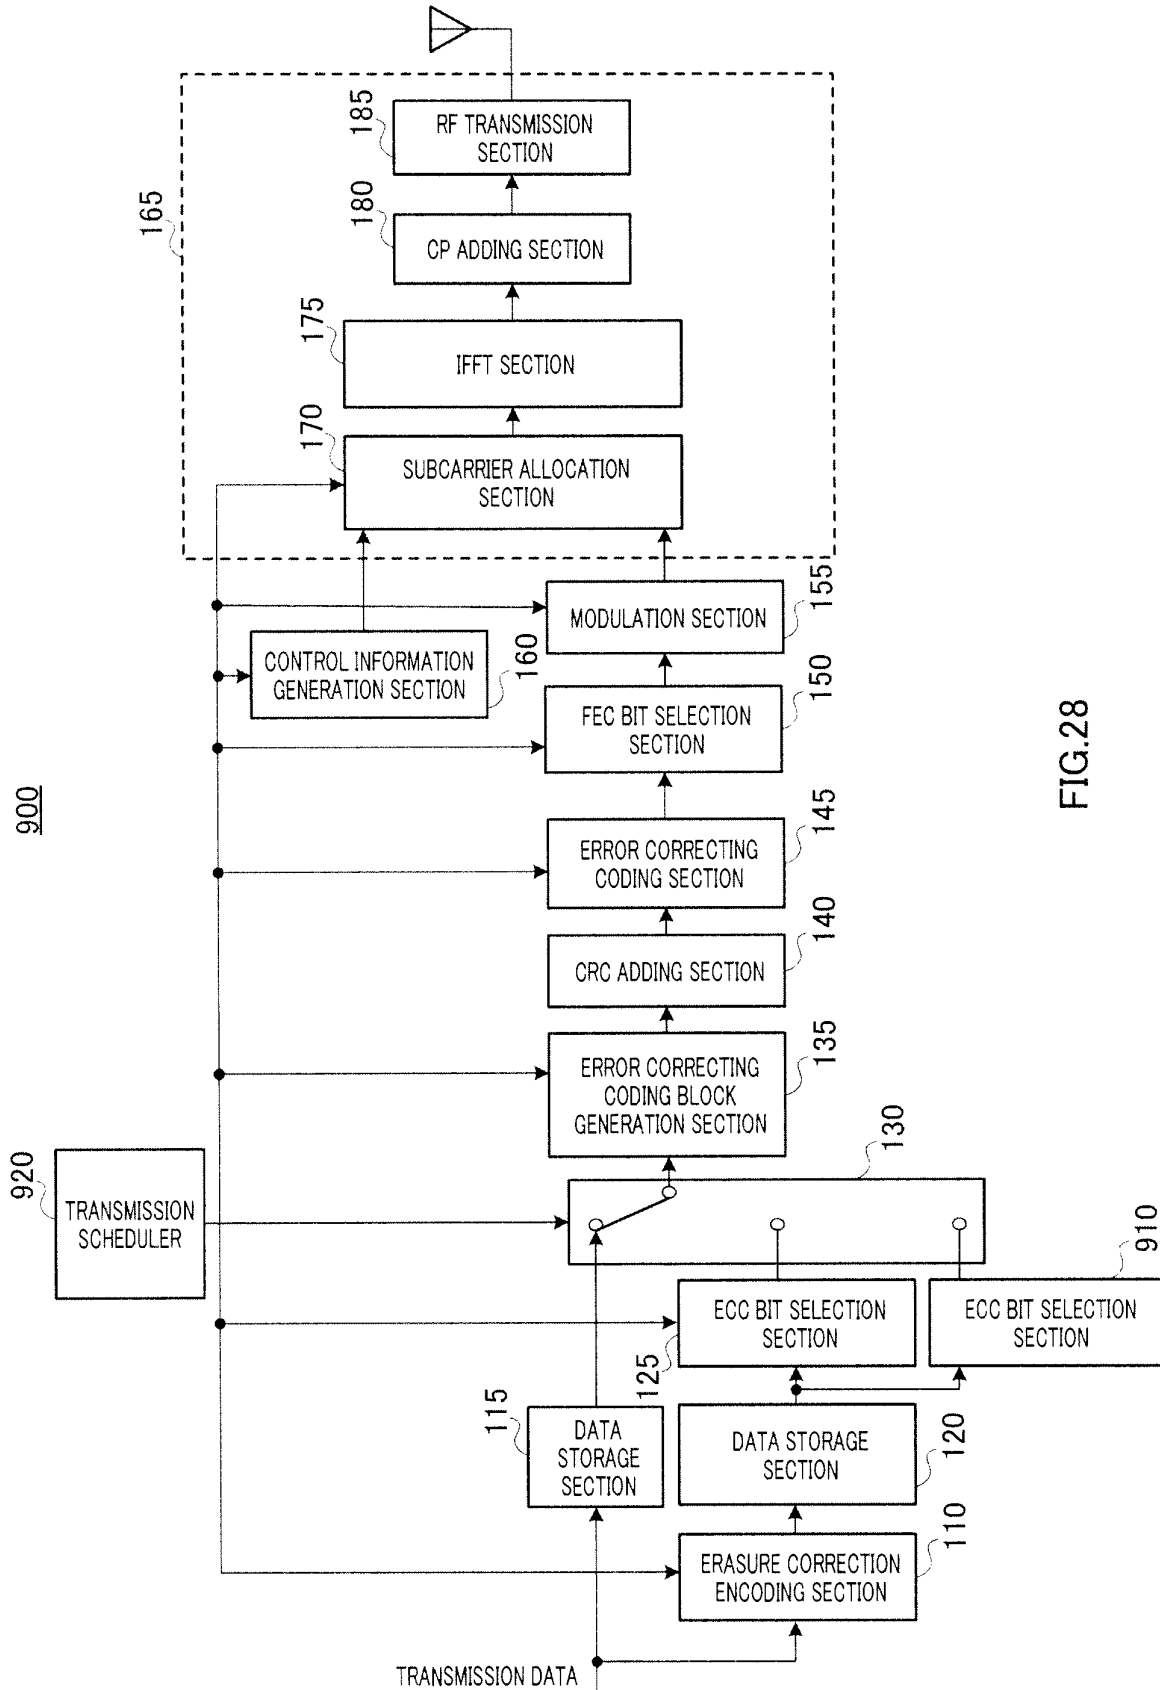 900
165
185
RF TRANSMISSION
SECTION
180
CP ADDING SECTION
175
IFFT SECTION
170
SUBCARRIER ALLOCATION
SECTION
155
MODULATION SECTION
CONTROL INFORMATION
GENERATION SECTION
160
150
FEC BIT SELECTION
SECTION
145
ERROR CORRECTING
CODING SECTION
140
CRC ADDING SECTION
135
ERROR CORRECTING
CODING BLOCK
GENERATION SECTION
920
TRANSMISSION
SCHEDULER
130
910
ECC BIT SELECTION
SECTION
125
ECC BIT SELECTION
SECTION
115
DATA
STORAGE
SECTION
DATA STORAGE
SECTION
120
110
ERASURE CORRECTION
ENCODING SECTION
TRANSMISSION DATA
FIG.28